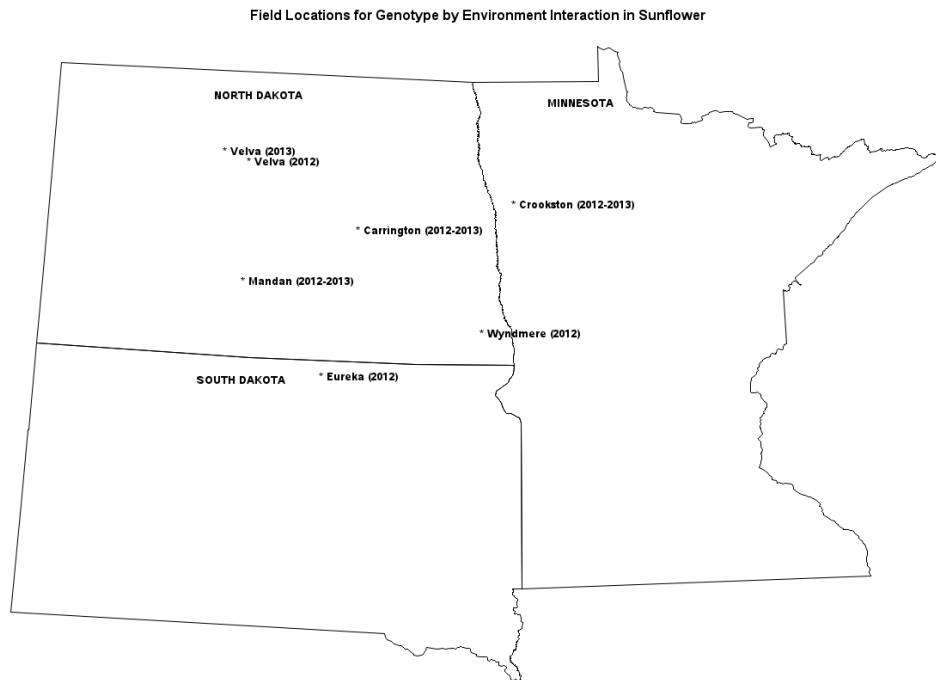 Field Locations for Genotype by Environment Interaction in Sunflower
NORTH DAKOTA
MINNESOTA
* Velva (2013)
* Velva (2012)
* Crookston (2012-2013)
* Carrington (2012-2013)
* Mandan (2012-2013)
* Wyndmere (2012)
SOUTH DAKOTA
* Eureka (2012)